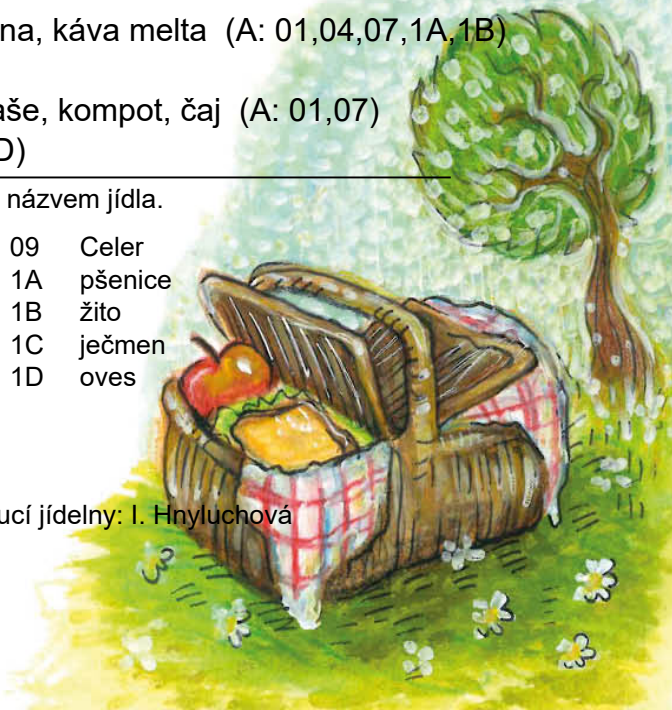 na, káva melta (A: 01,04,07,1A,1B)
aše, kompot, čaj (A: 01,07)
D)
názvem jídla.
09 Celer
1A pšenice
1B žito
1C ječmen
1D oves
ucí jídelny: I. Hnyluchová